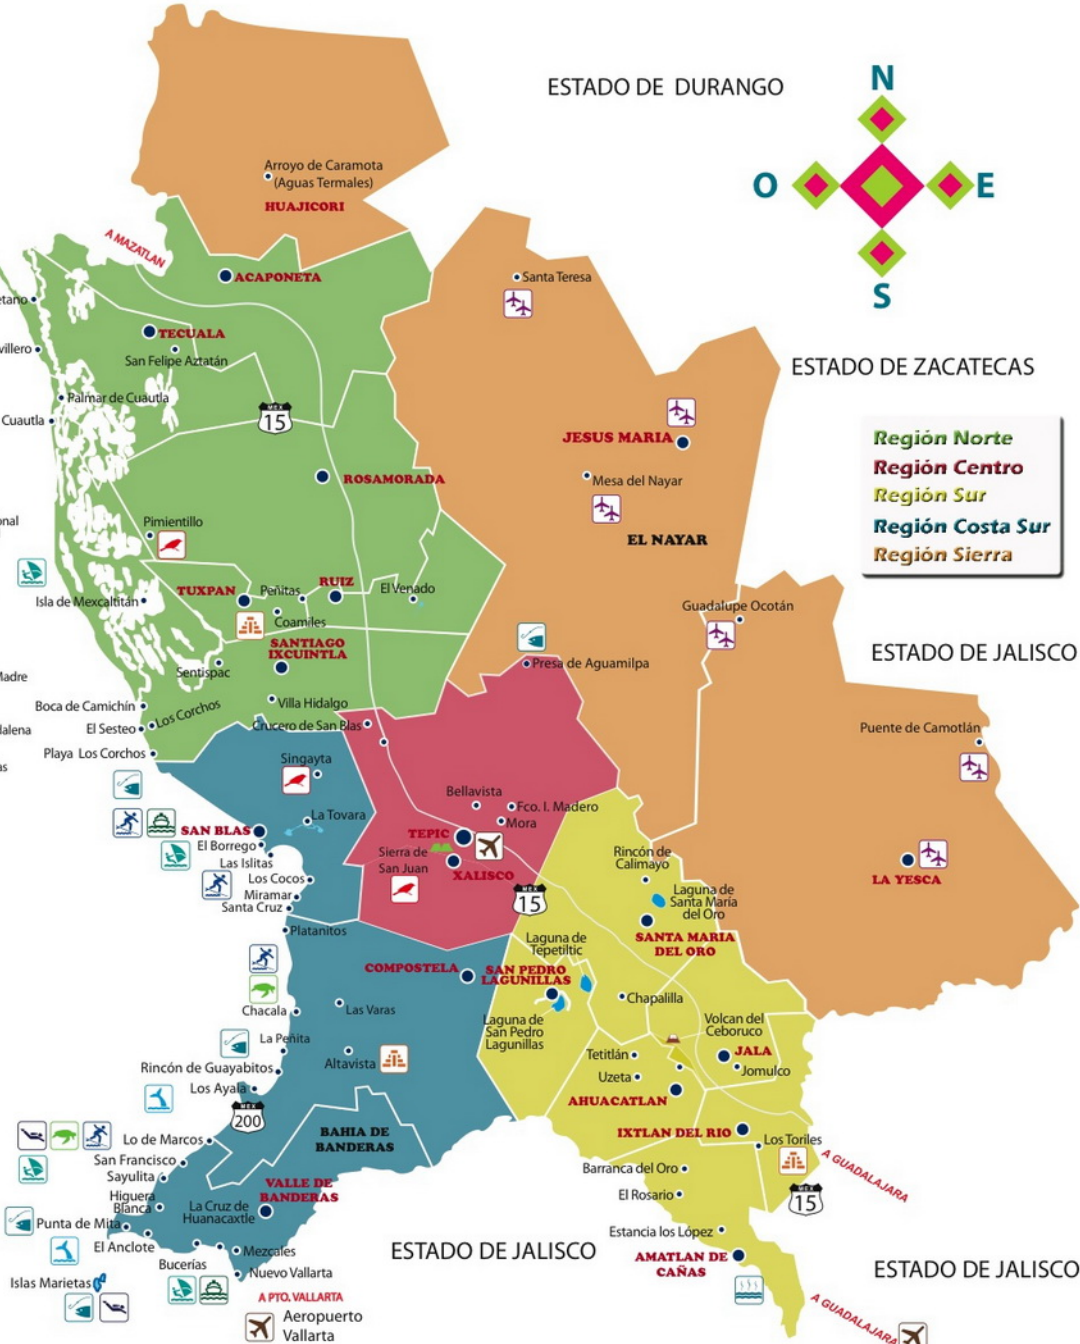 N
ESTADO DE DURANGO
O
E
S
Arroyo de Caramota
(Aguas Termales)
HUAJICORI
A MAZATLAN
ACAPONETA
Santa Teresa
TECUALA
San Felipe Aztatán
ESTADO DE ZACATECAS
Palmar de Cuautla
Cuautla
MEX
15
JESUS MARIA
Región Norte
Región Centro
Región Sur
Región Costa Sur
Región Sierra
ROSAMORADA
Mesa del Nayar
EL NAYAR
Pimientillo
TUXPAN
Peñitas
RUIZ
El Venado
Isla de Mexcaltitán
Coamiles
Guadalupe Ocotán
SANTIAGO
IXCUINTLA
ESTADO DE JALISCO
Sentispac
Presa de Aguamilpa
Boca de Camichín
Villa Hidalgo
El Sesteo
Los Corchos
Crucero de San Blas
Puente de Camotlán
Playa Los Corchos
Singayta
Bellavista
Fco. I. Madero
La Tovara
Mora
SAN BLAS
TEPIC
El Borrego
Sierra de
San Juan
Las Islitas
XALISCO
Rincón de
Calimayo
LA YESCA
Los Cocos
Miramar
Santa Cruz
MEX
15
Laguna de
Santa María
del Oro
Platanitos
SANTA MARIA
DEL ORO
Laguna de
Tepetiltic
COMPOSTELA
SAN PEDRO
LAGUNILLAS
Chapalilla
Chacala
Las Varas
Laguna de
San Pedro
Lagunillas
Volcan del
Ceboruco
La Peñita
Altavista
Tetitlán
JALA
Jomulco
Rincón de Guayabitos
Uzeta
Los Ayala
AHUACATLAN
MEX
200
BAHIA DE
BANDERAS
IXTLAN DEL RIO
Lo de Marcos
Los Toriles
San Francisco
Sayulita
Barranca del Oro
A GUADALAJARA
VALLE DE
BANDERAS
El Rosario
MEX
15
Higuera
Blanca
La Cruz de
Huanacaxtle
Punta de Mita
Estancia los López
El Anclote
Mezcales
ESTADO DE JALISCO
AMATLAN DE
CAÑAS
Bucerías
Nuevo Vallarta
ESTADO DE JALISCO
Islas Marietas
A PTO. VALLARTA
A GUADALAJARA
Aeropuerto
Vallarta